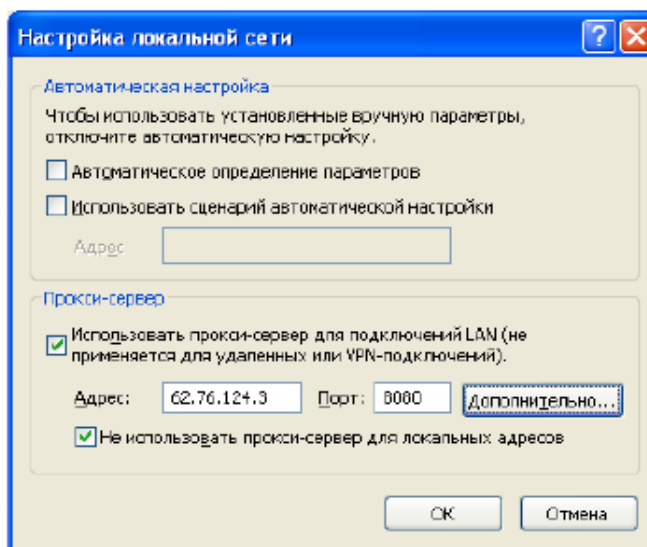 Настройка локальной сети
Автоматическая настройка
Чтобы использовать установленные вручную параметры,
отключите автоматическую настройку.
Автоматическое определение параметров
Использовать сценарий автоматической настройки
Адрес
Прокси-сервер
Использовать прокси-сервер для подключений LAN (не
применяется для удаленных или VPN-подключений).
Адрес: 62.76.124.3 Порт: 8080 Дополнительно...
Не использовать прокси-сервер для локальных адресов
ОК Отмена